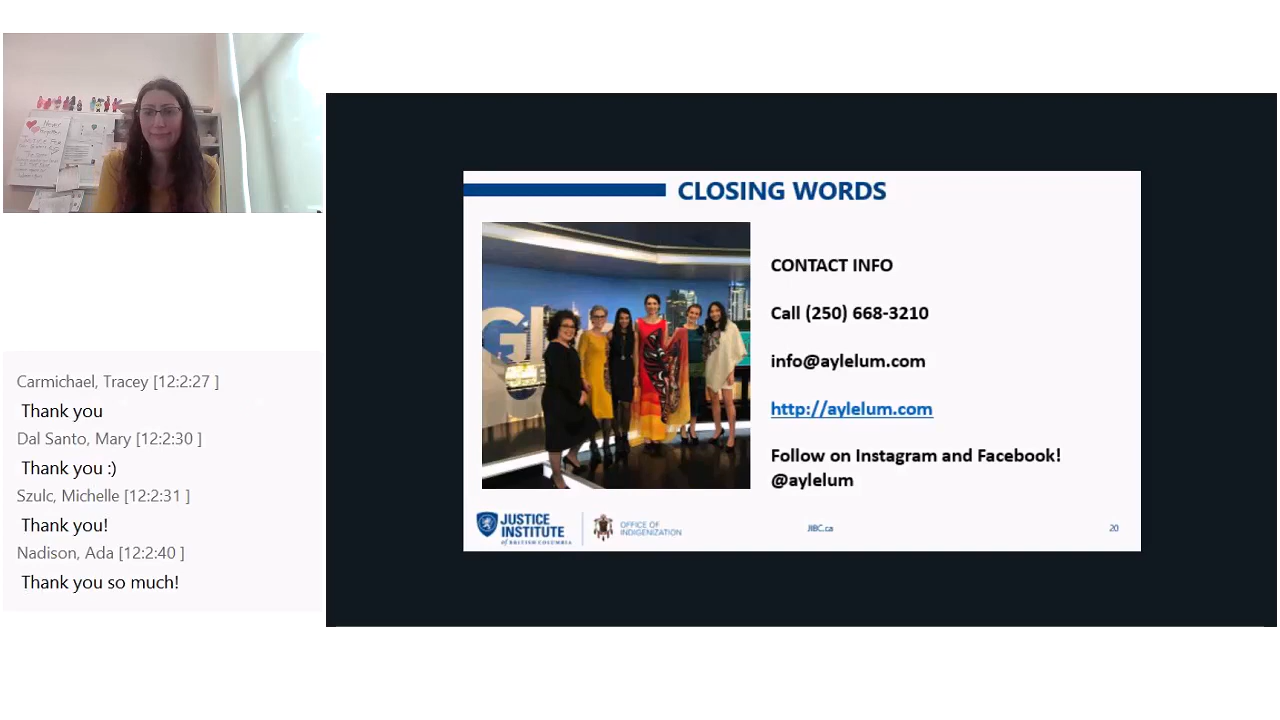 CLOSING WORDS
CONTACT INFO
Call (250) 668-3210
info@aylelum.com
http://aylelum.com
Follow on Instagram and Facebook!
@aylelum
JUSTICE
INSTITUTE
of BRITISH COLUMBIA
OFFICE OF
INDIGENIZATION
JIBC.ca
20
Carmichael, Tracey [12:2:27 ]
Thank you
Dal Santo, Mary [12:2:30 ]
Thank you :)
Szulc, Michelle [12:2:31 ]
Thank you!
Nadison, Ada [12:2:40 ]
Thank you so much!